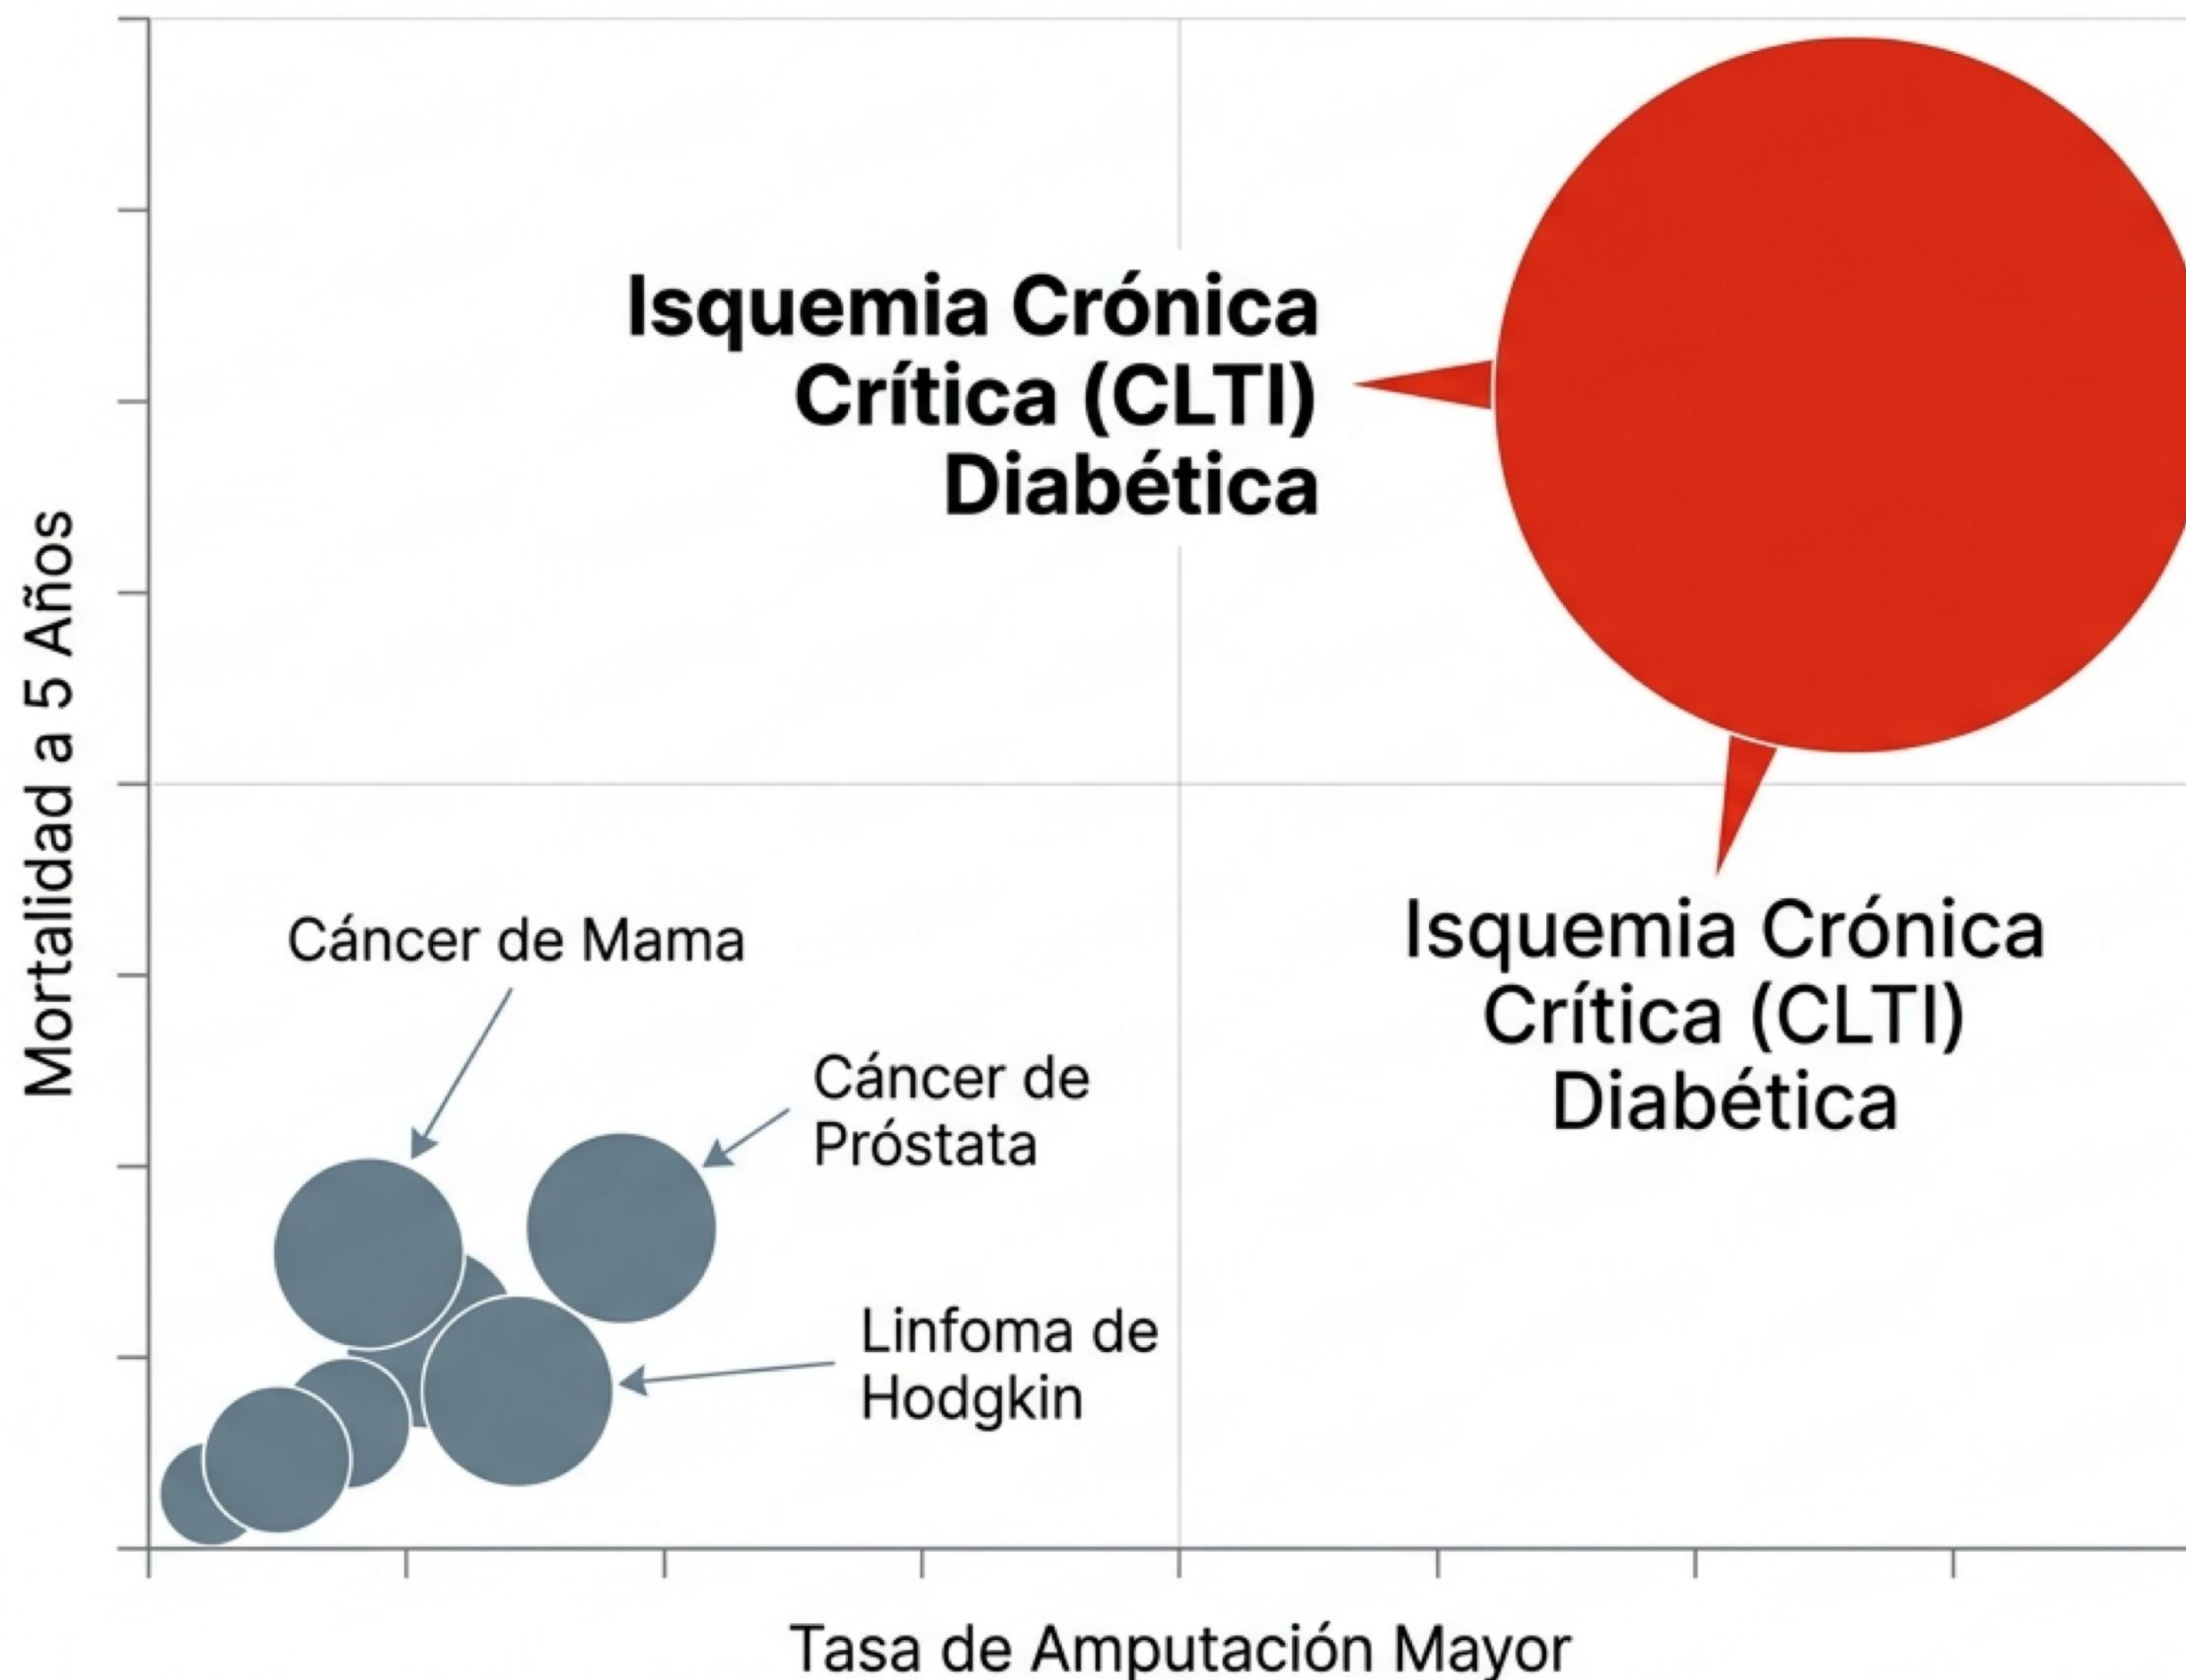 Isquemia Crónica
Crítica (CLTI)
Diabética
Mortalidad a 5 Años
Isquemia Crónica
Crítica (CLTI)
Diabética
Cáncer de Mama
Cáncer de
Próstata
Linfoma de
Hodgkin
Tasa de Amputación Mayor